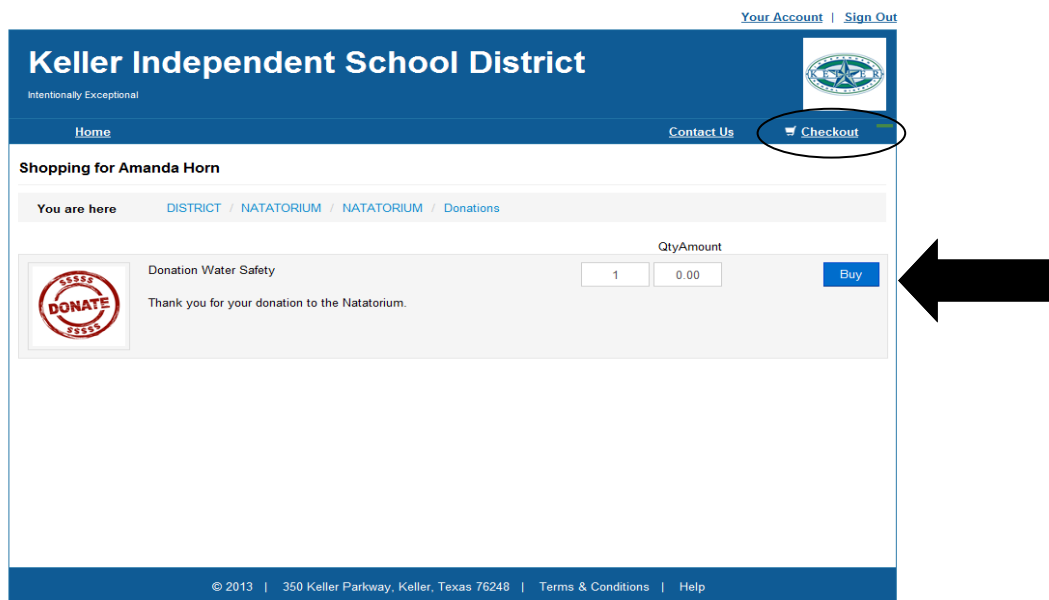 Your Account | Sign Out
Keller Independent School District
Intentionally Exceptional
KELLER
Home Contact Us Checkout
Shopping for Amanda Horn
You are here DISTRICT / NATATORIUM / NATATORIUM / Donations
QtyAmount
Donation Water Safety 1 0.00 Buy
$$$$$
DONATE
$$$$$
Thank you for your donation to the Natatorium.
© 2013 | 350 Keller Parkway, Keller, Texas 76248 | Terms & Conditions | Help